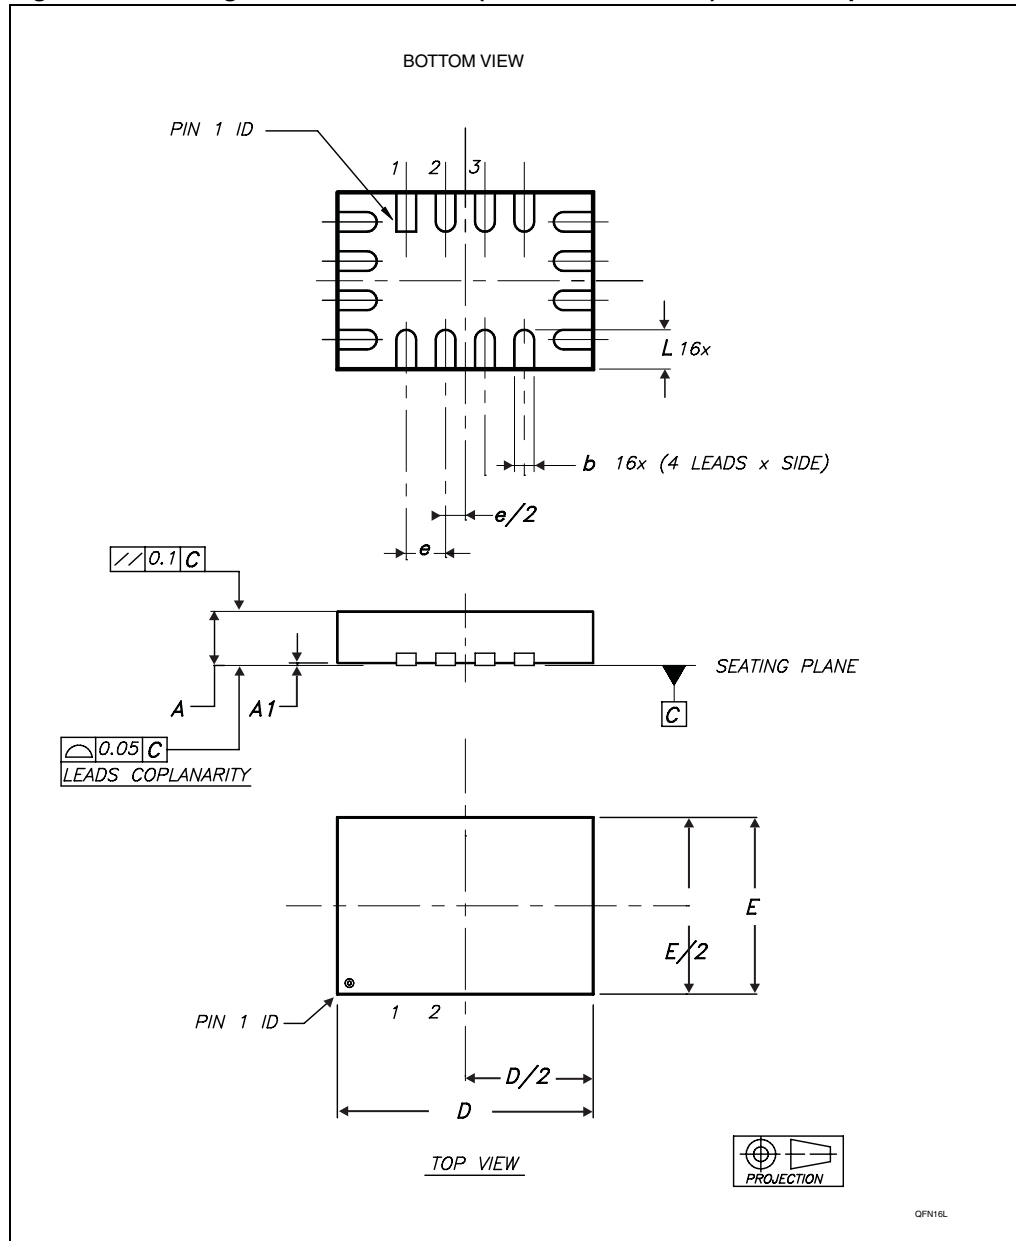 BOTTOM VIEW
PIN 1 ID
1 2 3
L 16x
b 16x (4 LEADS x SIDE)
e/2
e
// 0.1 C
SEATING PLANE
A A1
C
0.05 C
LEADS COPLANARITY
E
E/2
1 2
PIN 1 ID
D/2
D
TOP VIEW
PROJECTION
QFN16L